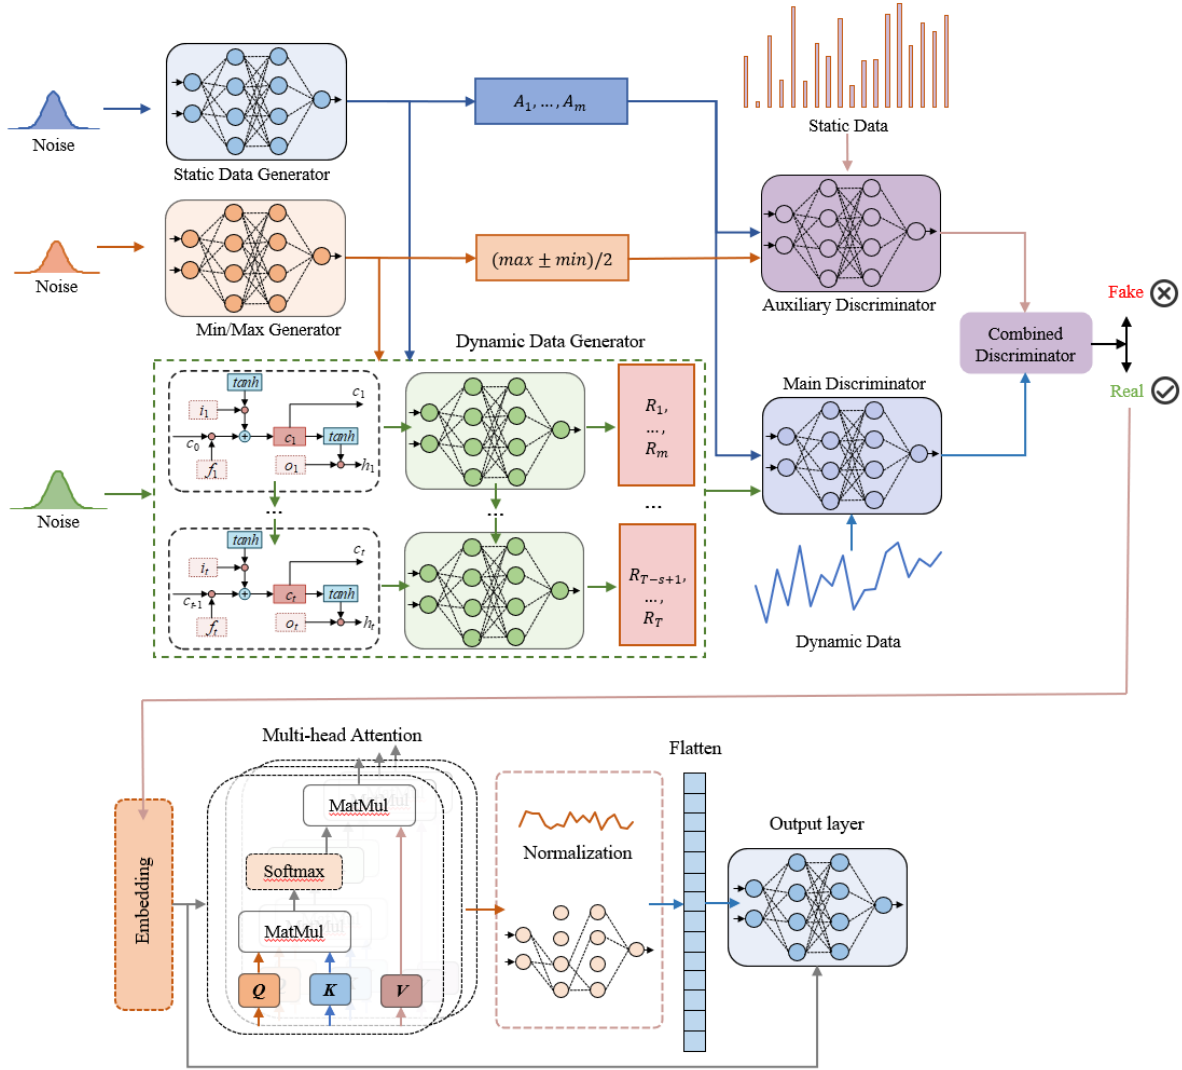 Noise
Static Data Generator
A1, ..., Am
Static Data
Noise
Min/Max Generator
(max ± min)/2
Auxiliary Discriminator
Fake
Combined
Discriminator
Real
Dynamic Data Generator
Main Discriminator
tanh
i1
c0
f1
c1
c1
tanh
o1
h1
R1,
...,
Rm
Noise
...
...
...
tanh
it
ct-1
ft
ct
ct
tanh
ot
ht
RT−s+1,
...,
RT
Dynamic Data
Multi-head Attention
Flatten
MatMul
Softmax
MatMul
Q
K
V
Embedding
Normalization
Output layer